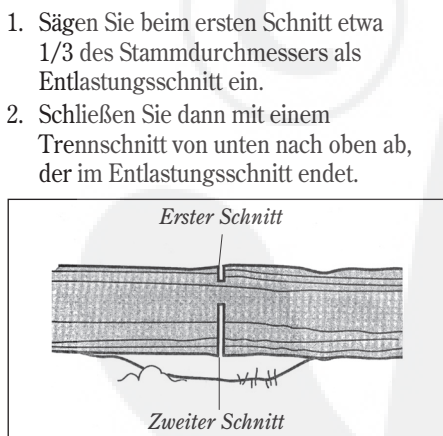 1. Sägen Sie beim ersten Schnitt etwa
1/3 des Stammdurchmessers als
Entlastungsschnitt ein.
2. Schließen Sie dann mit einem
Trennschnitt von unten nach oben ab,
der im Entlastungsschnitt endet.
Erster Schnitt
Zweiter Schnitt